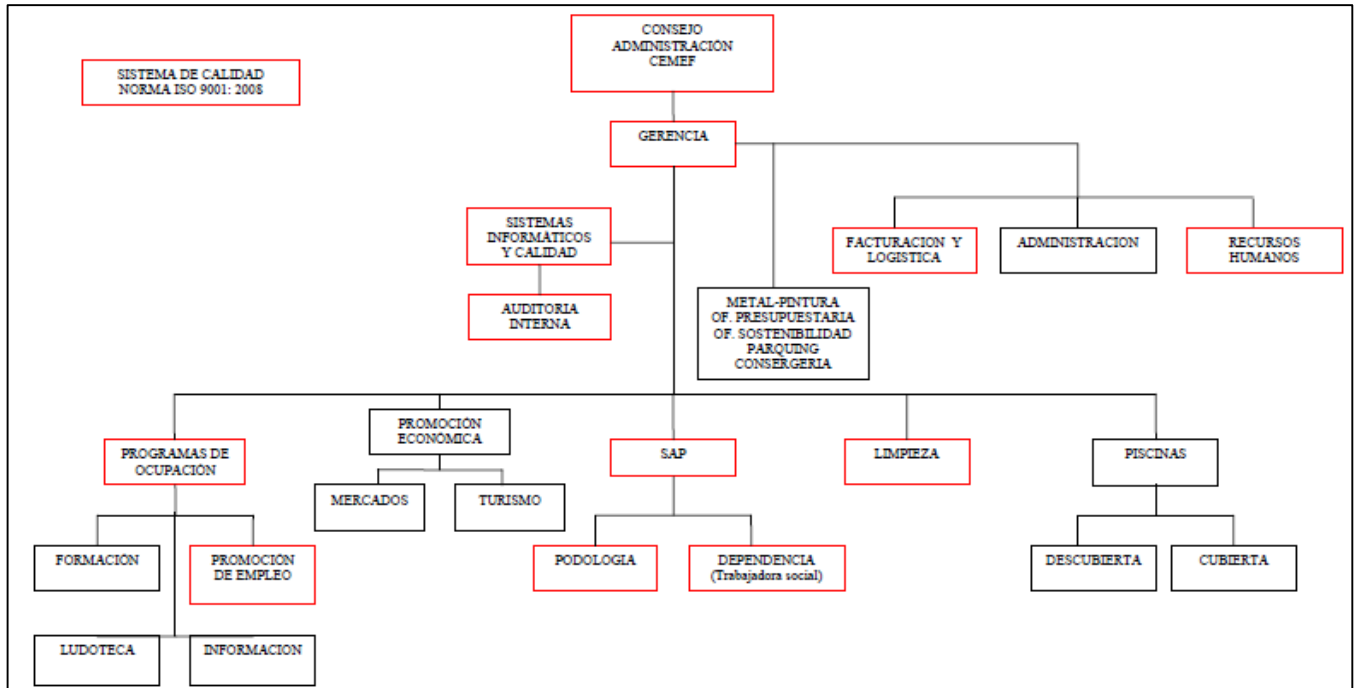 CONSEJO
ADMINISTRACIÓN
CEMEF
SISTEMA DE CALIDAD
NORMA ISO 9001: 2008
GERENCIA
SISTEMAS
INFORMÁTICOS
Y CALIDAD
FACTURACION Y
LOGISTICA
ADMINISTRACION
RECURSOS
HUMANOS
AUDITORIA
INTERNA
METAL-PINTURA
OF. PRESUPUESTARIA
OF. SOSTENIBILIDAD
PARQUING
CONSERGERIA
PROGRAMAS DE
OCUPACIÓN
PROMOCIÓN
ECONÓMICA
SAP
LIMPIEZA
PISCINAS
MERCADOS
TURISMO
FORMACIÓN
PROMOCIÓN
DE EMPLEO
PODOLOGIA
DEPENDENCIA
(Trabajadora social)
DESCUBIERTA
CUBIERTA
LUDOTECA
INFORMACION